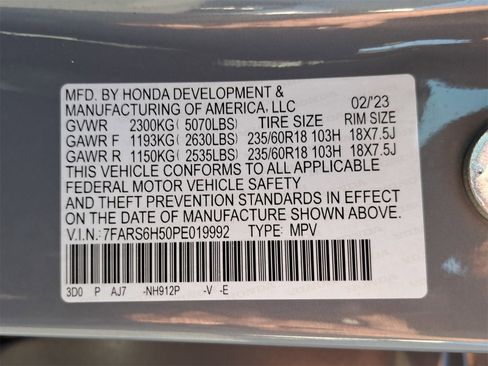 MFD. BY HONDA DEVELOPMENT &
MANUFACTURING OF AMERICA, LLC 02/'23
GVWR 2300KG( 5070LBS) TIRE SIZE RIM SIZE
GAWR F 1193KG( 2630LBS) 235/60R18 103H 18X7.5J
GAWR R 1150KG( 2535LBS) 235/60R18 103H 18X7.5J
THIS VEHICLE CONFORMS TO ALL APPLICABLE
FEDERAL MOTOR VEHICLE SAFETY
AND THEFT PREVENTION STANDARDS IN EFFECT
ON THE DATE OF MANUFACTURE SHOWN ABOVE.
V.I.N.:7FARS6H50PE019992 TYPE: MPV
3D0 P AJ7 -NH912P -V -E